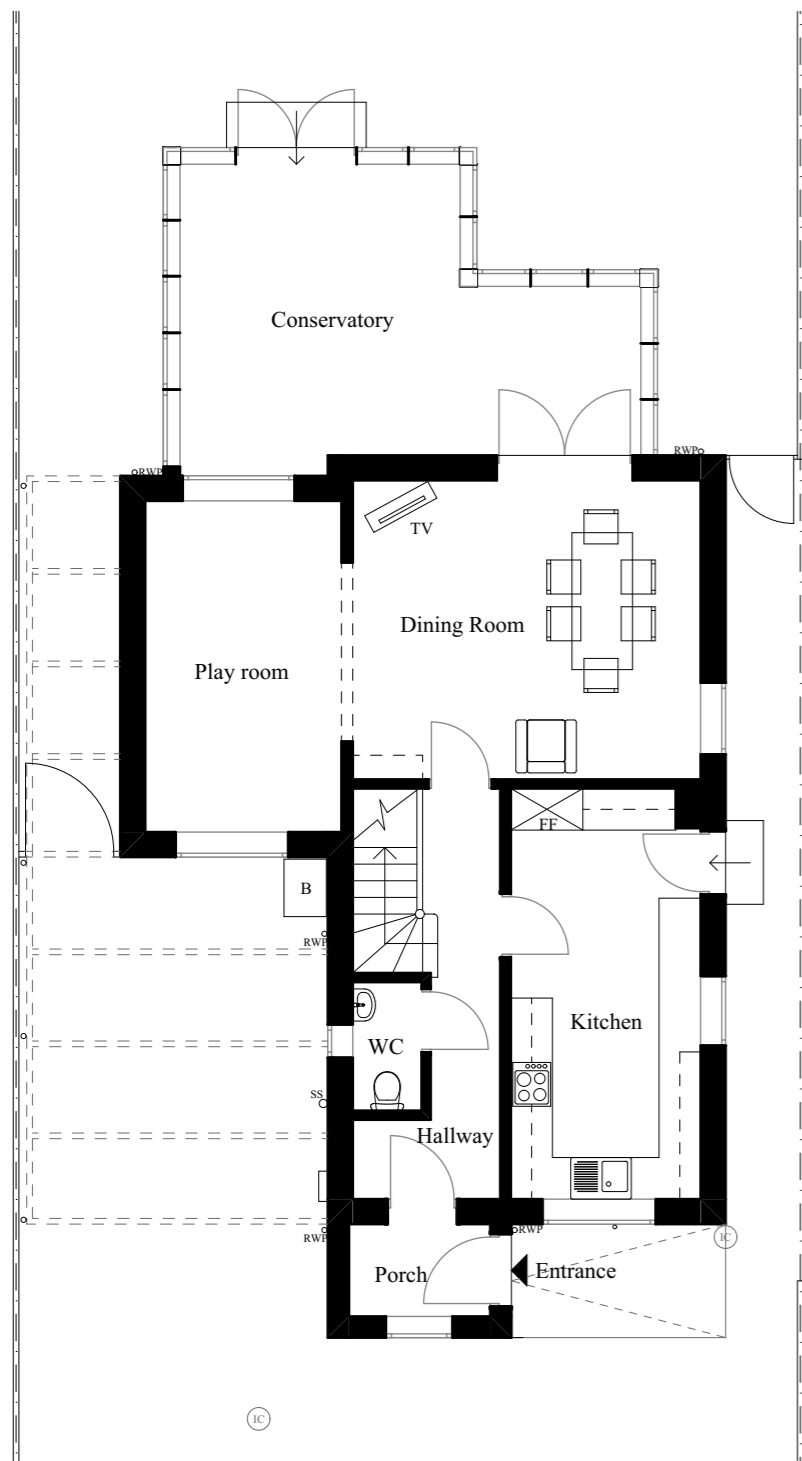 Conservatory
RWP
RWP
TV
Dining Room
Play room
FF
B
RWP
Kitchen
WC
SS
Hallway
RWP
RWP
IC
Porch
Entrance
IC